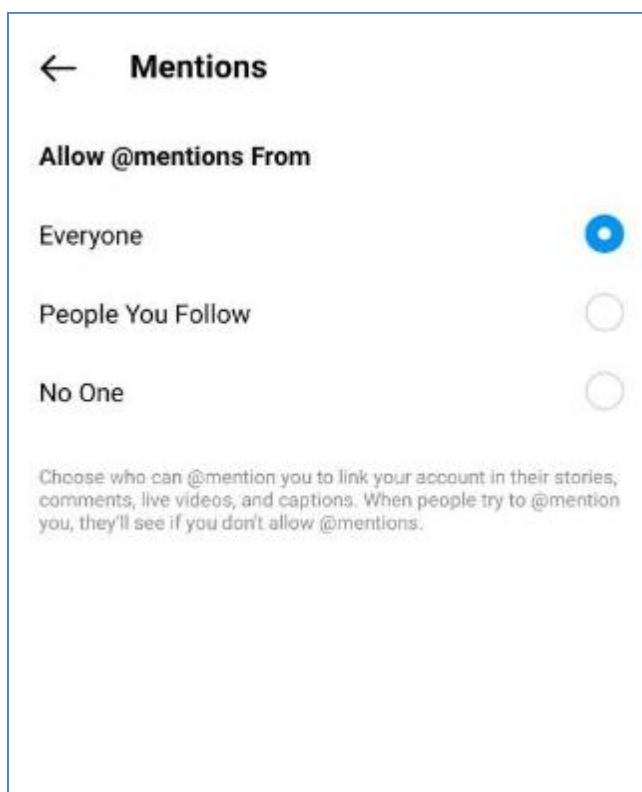 Mentions
Allow @mentions From
Everyone
People You Follow
No One
Choose who can @mention you to link your account in their stories,
comments, live videos, and captions. When people try to @mention
you, they'll see if you don't allow @mentions.